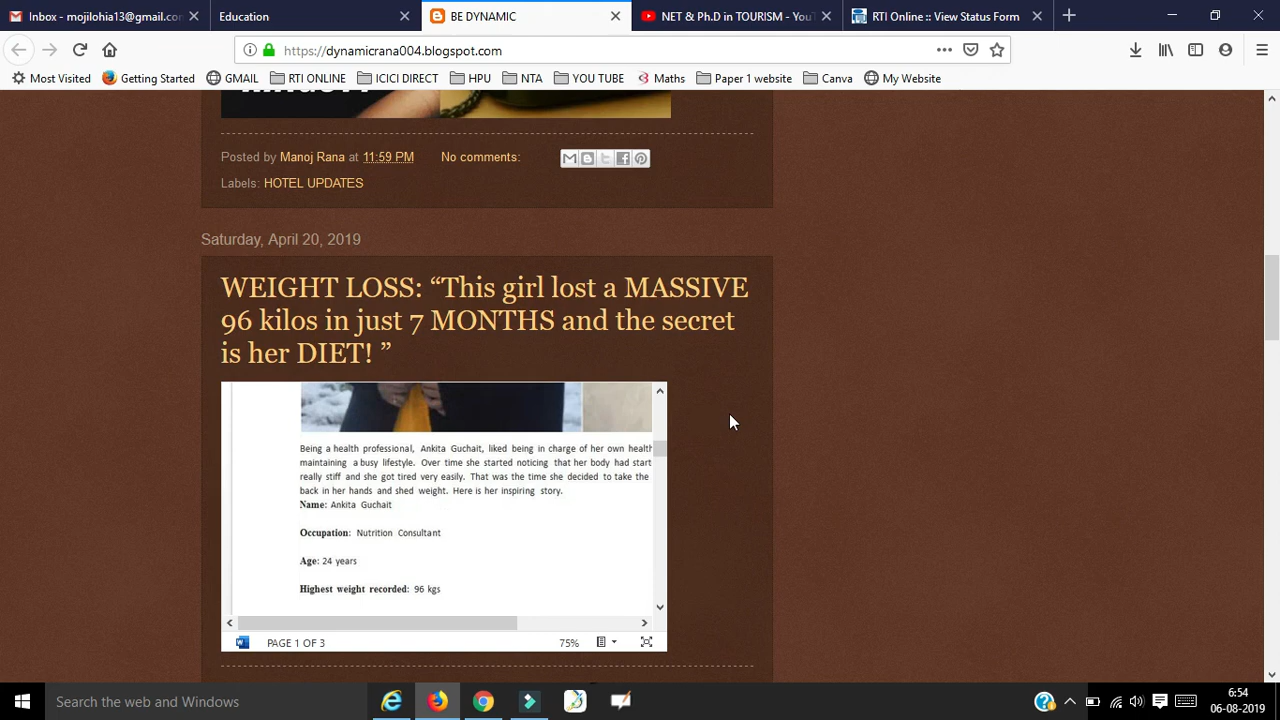 Inbox - mojilohia13@gmail.co
Education
BE DYNAMIC
NET & Ph.D in TOURISM - You
RTI Online :: View Status Form
https://dynamicrana004.blogspot.com
Most Visited
Getting Started
GMAIL
RTI ONLINE
ICICI DIRECT
HPU
NTA
YOU TUBE
Maths
Paper 1 website
Canva
My Website
Posted by Manoj Rana at 11:59 PM
No comments:
Labels: HOTEL UPDATES
Saturday, April 20, 2019
WEIGHT LOSS: “This girl lost a MASSIVE
96 kilos in just 7 MONTHS and the secret
is her DIET! ”
Being a health professional, Ankita Guchait, liked being in charge of her own health
maintaining a busy lifestyle. Over time she started noticing that her body had start
really stiff and she got tired very easily. That was the time she decided to take the
back in her hands and shed weight. Here is her inspiring story.
Name: Ankita Guchait
Occupation: Nutrition Consultant
Age: 24 years
Highest weight recorded: 96 kgs
PAGE 1 OF 3
75%
Search the web and Windows
6:54
06-08-2019